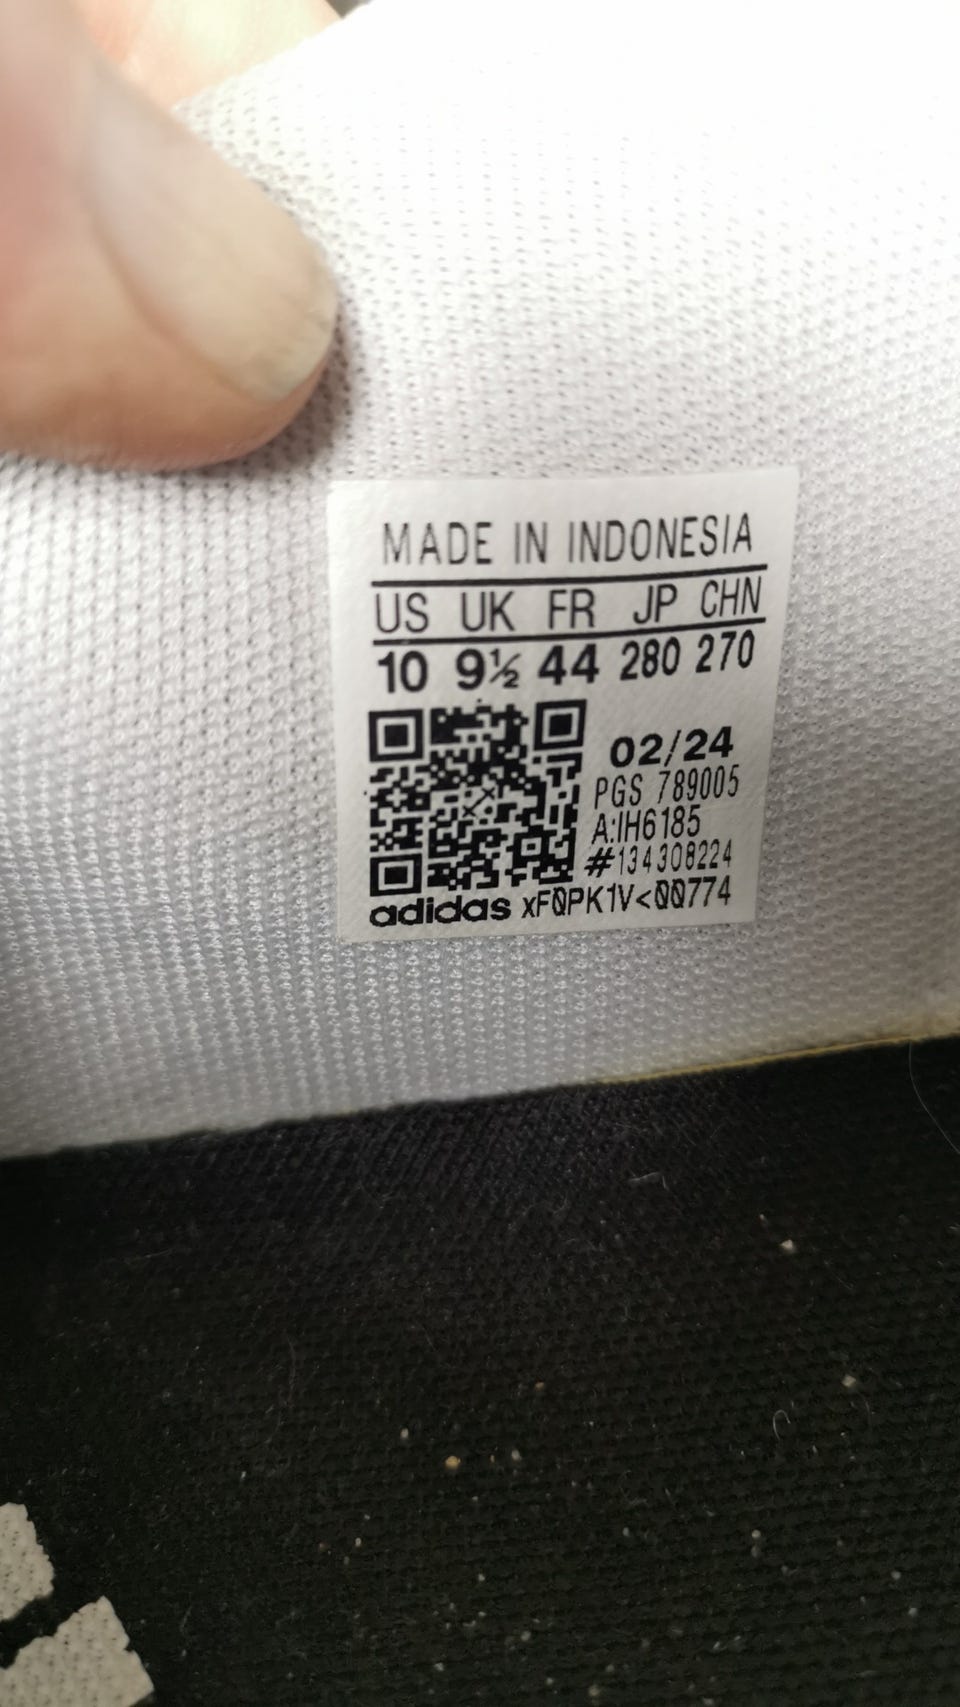 MADE IN INDONESIA
US UK FR JP CHN
10 9½ 44 280 270
02/24
PGS 789005
A:IH6185
#134308224
adidas xF0PK1V<00774